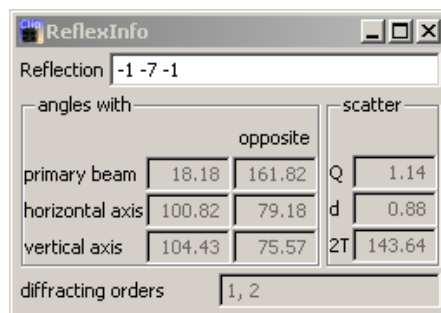 Clip ReflexInfo
Reflection -1 -7 -1
angles with scatter
opposite
primary beam 18.18 161.82 Q 1.14
horizontal axis 100.82 79.18 d 0.88
vertical axis 104.43 75.57 2T 143.64
diffracting orders 1, 2